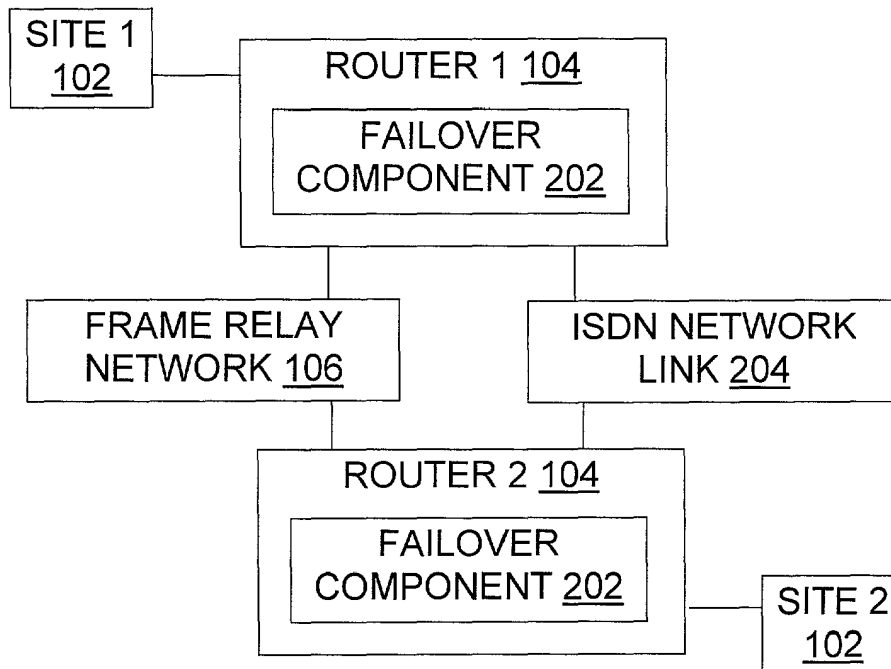 SITE 1
102
ROUTER 1 104
FAILOVER
COMPONENT 202
FRAME RELAY
NETWORK 106
ISDN NETWORK
LINK 204
ROUTER 2 104
FAILOVER
COMPONENT 202
SITE 2
102